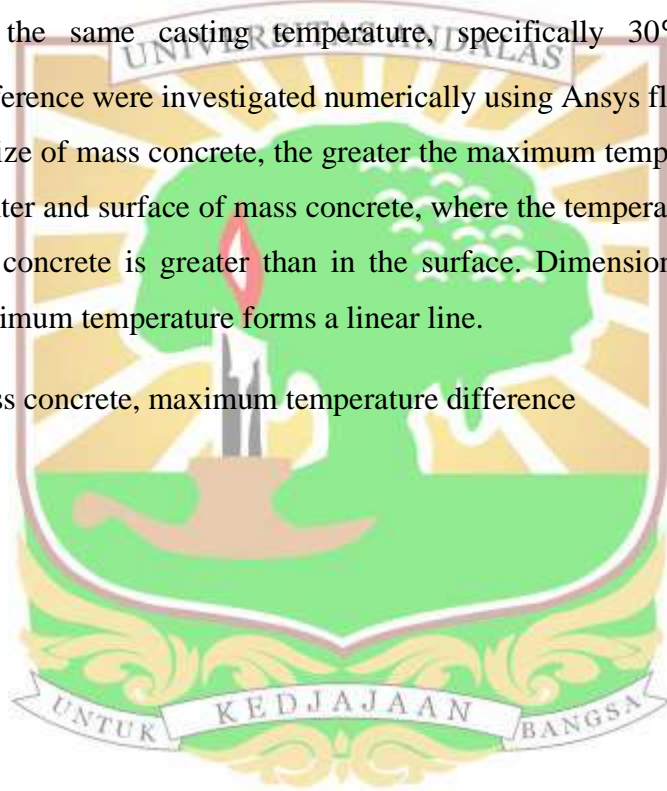 the same casting temperature, specifically 30°
UNIVERSITAS ANDALAS
ference were investigated numerically using Ansys fl
ize of mass concrete, the greater the maximum temp
ter and surface of mass concrete, where the tempera
concrete is greater than in the surface. Dimension
imum temperature forms a linear line.
ss concrete, maximum temperature difference
UNTUK KEDJAJAAN BANGSA